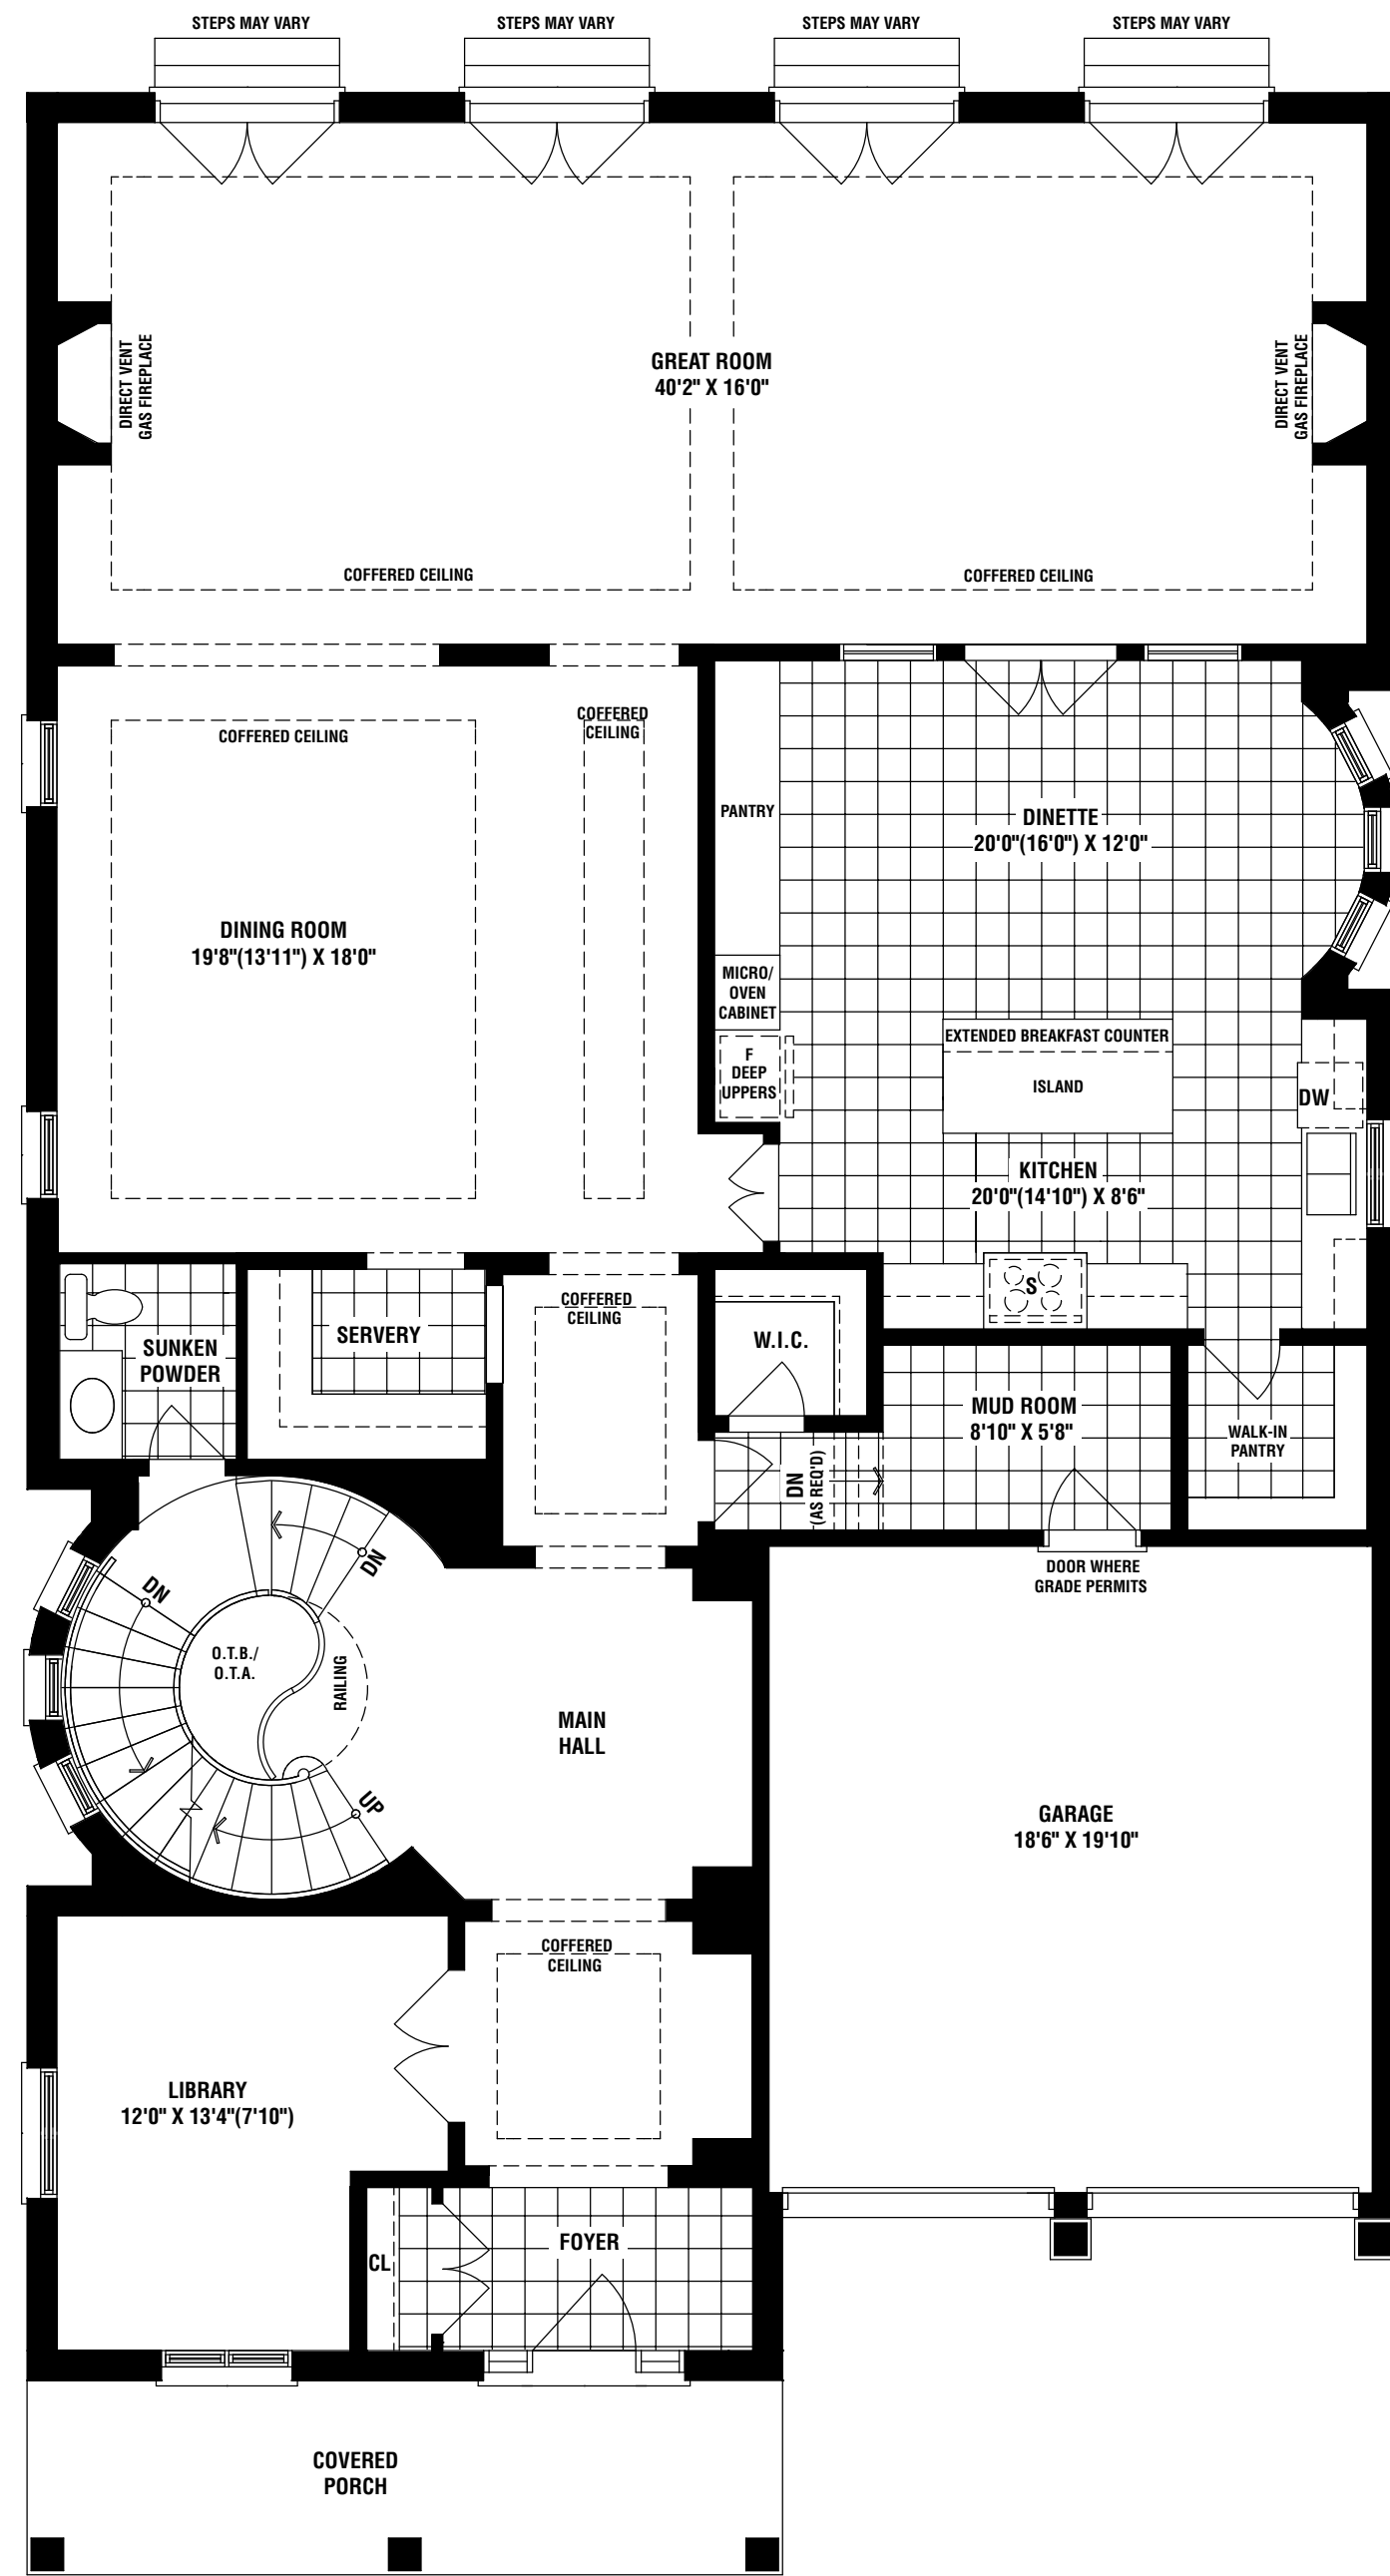 STEPS MAY VARY
STEPS MAY VARY
STEPS MAY VARY
STEPS MAY VARY
DIRECT VENT
GAS FIREPLACE
GREAT ROOM
40'2" X 16'0"
DIRECT VENT
GAS FIREPLACE
COFFERED CEILING
COFFERED CEILING
COFFERED CEILING
COFFERED
CEILING
PANTRY
DINETTE
20'0"(16'0") X 12'0"
DINING ROOM
19'8"(13'11") X 18'0"
MICRO/
OVEN
CABINET
F
DEEP
UPPERS
EXTENDED BREAKFAST COUNTER
ISLAND
DW
KITCHEN
20'0"(14'10") X 8'6"
S
COFFERED
CEILING
SUNKEN
POWDER
SERVERY
W.I.C.
MUD ROOM
8'10" X 5'8"
WALK-IN
PANTRY
DN
(AS REQ'D)
DOOR WHERE
GRADE PERMITS
DN
DN
O.T.B./
O.T.A.
RAILING
UP
MAIN
HALL
GARAGE
18'6" X 19'10"
COFFERED
CEILING
LIBRARY
12'0" X 13'4"(7'10")
CL
FOYER
COVERED
PORCH